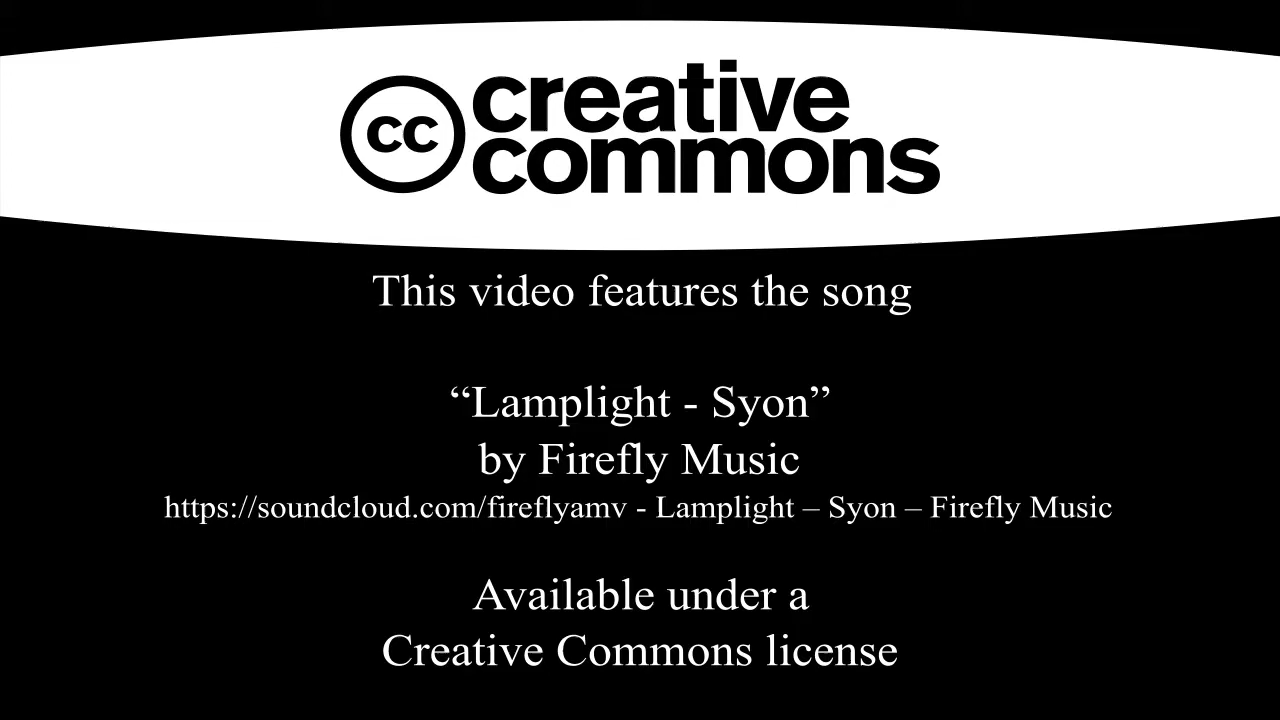 cc creative
commons
This video features the song
“Lamplight - Syon”
by Firefly Music
https://soundcloud.com/fireflyamv - Lamplight – Syon – Firefly Music
Available under a
Creative Commons license